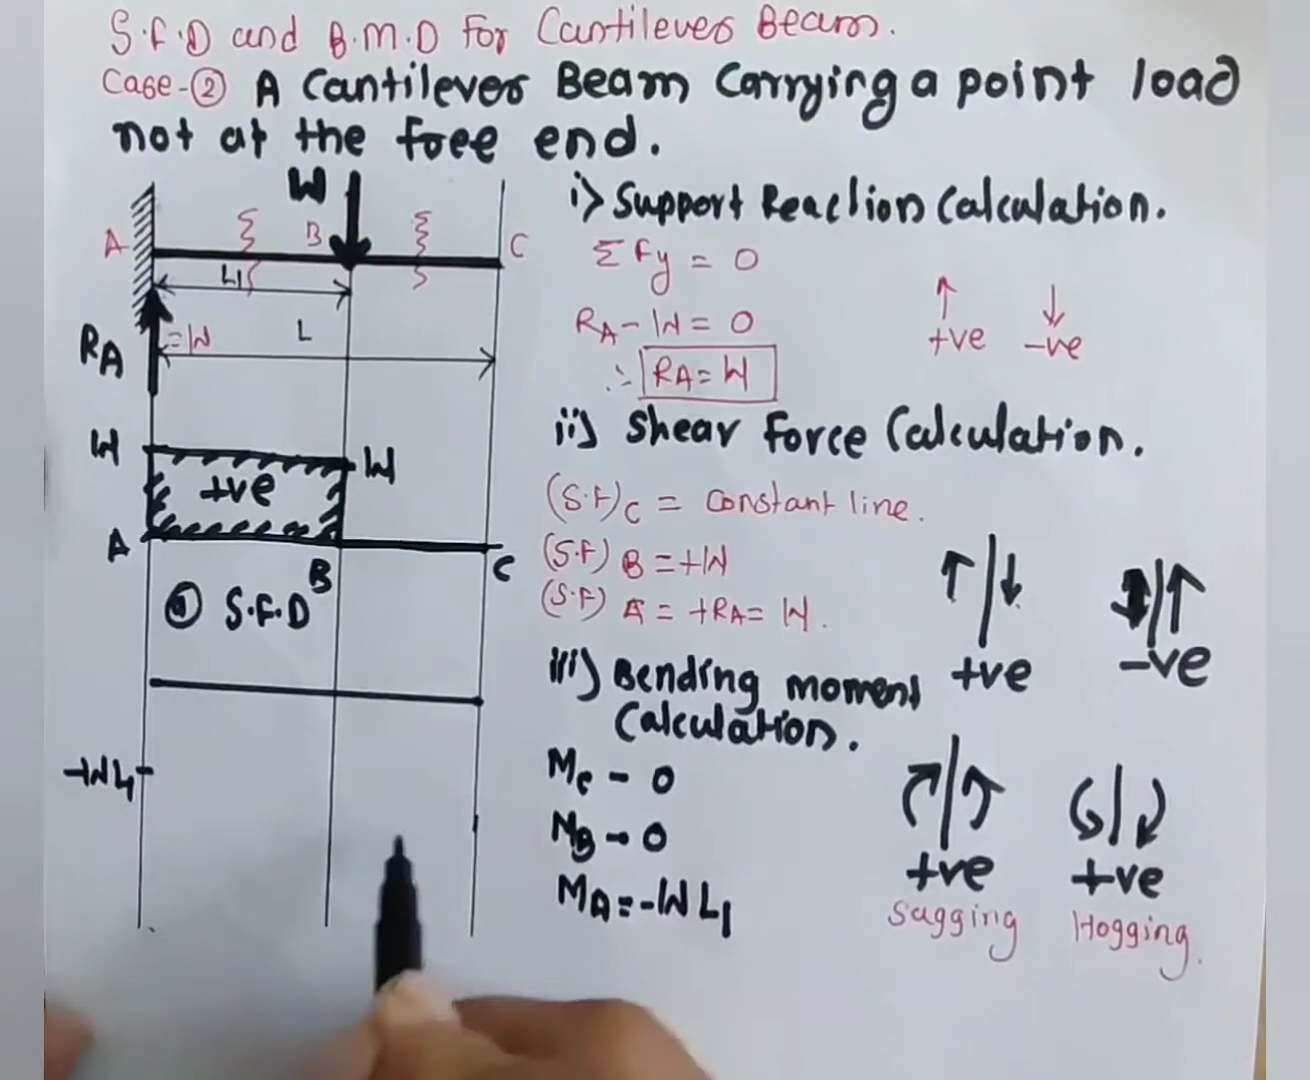 S.F.D and B.M.D For Cantilever Beam.
Case-② A Cantilever Beam Carrying a point load
not at the free end.
W
A
B
C
L1
L
RA =W
W
W
+ve
A
B
C
S.F.D
-WL1
i) Support Reaction Calculation.
ΣFy = 0
RA - W = 0
∴ RA = W
↑ +ve
↓ -ve
ii) Shear Force Calculation.
(S.F)C = Constant line.
(S.F) B = +W
(S.F) A = +RA = W.
↑|↓ +ve
↓|↑ -ve
iii) Bending moment
Calculation.
MC - 0
MB - 0
MA = -WL1
+ve
Sagging
+ve
Hogging.